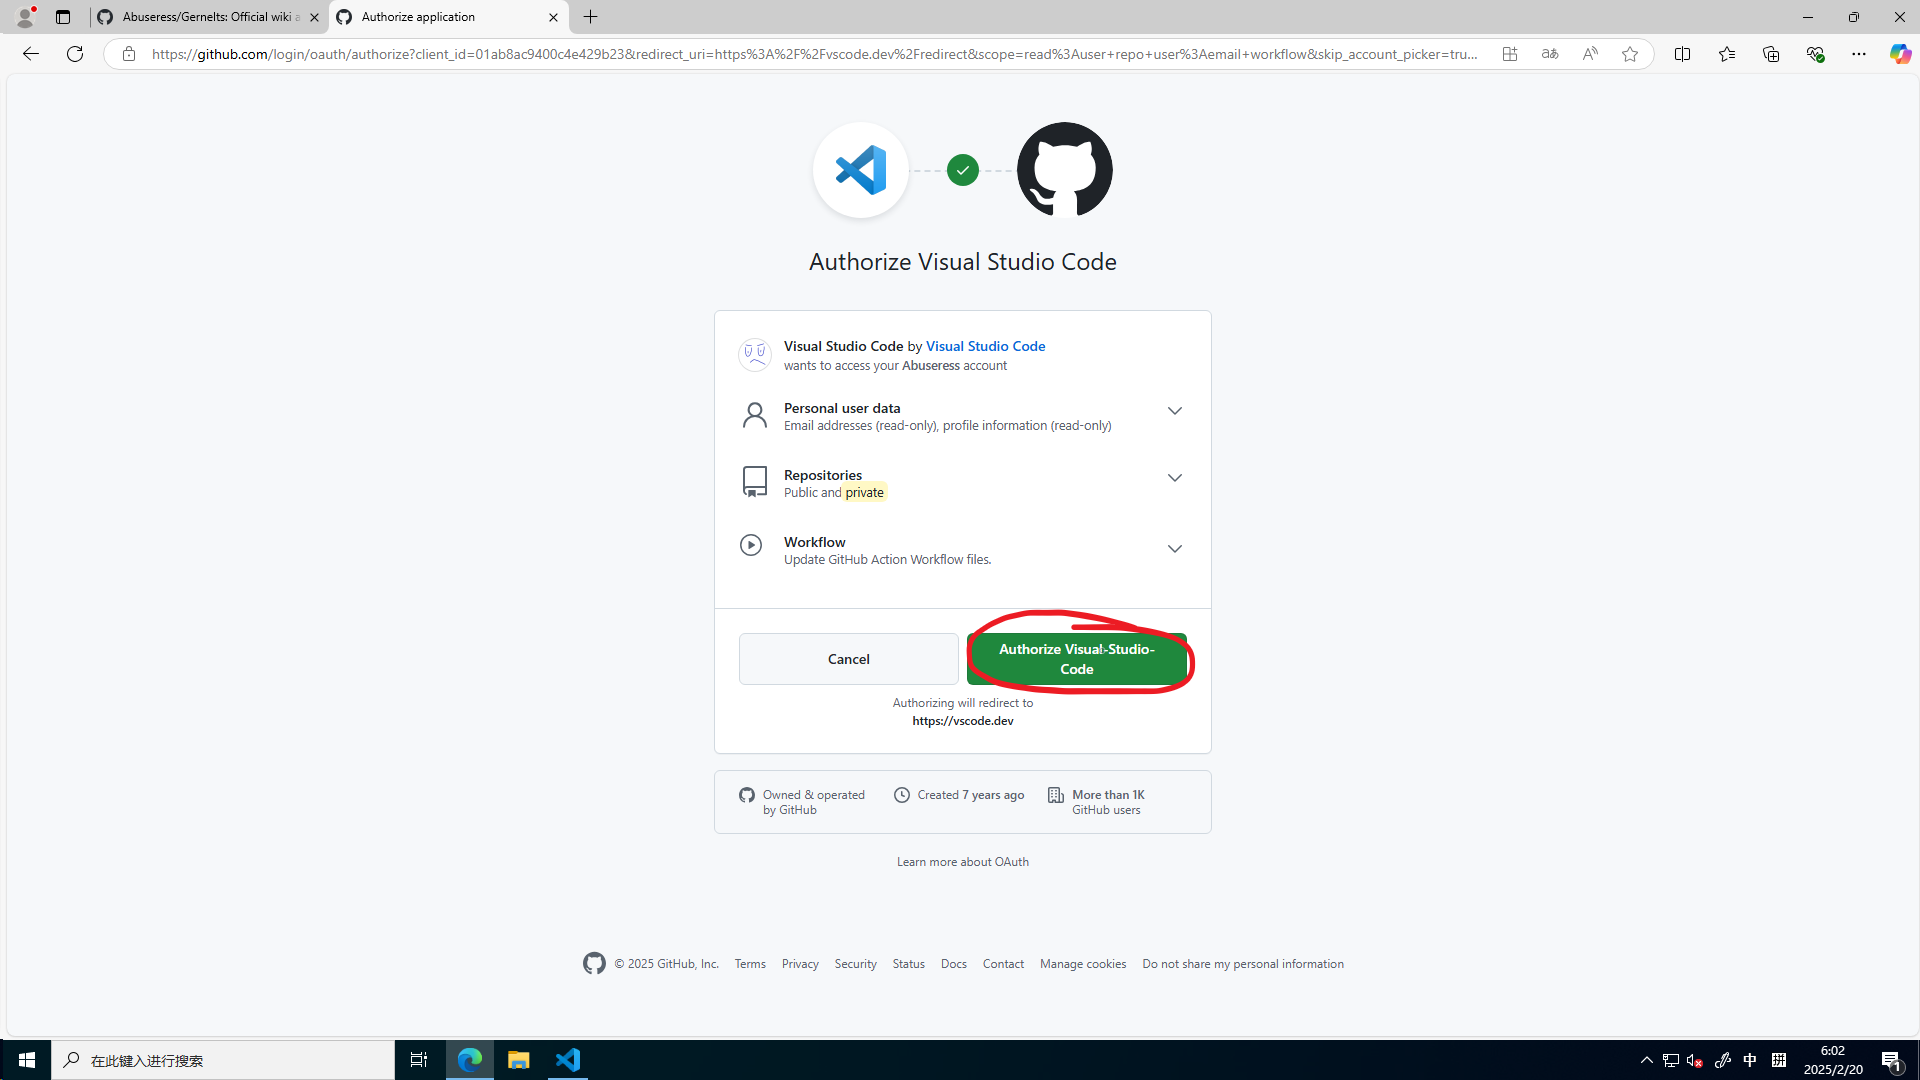 Abuseress/Gernelts: Official wiki a
Authorize application
https://github.com/login/oauth/authorize?client_id=01ab8ac9400c4e429b23&redirect_uri=https%3A%2F%2Fvscode.dev%2Fredirect&scope=read%3Auser+repo+user%3Aemail+workflow&skip_account_picker=tru...
Authorize Visual Studio Code
Visual Studio Code by Visual Studio Code
wants to access your Abuseress account
Personal user data
Email addresses (read-only), profile information (read-only)
Repositories
Public and private
Workflow
Update GitHub Action Workflow files.
Cancel
Authorize Visual-Studio-
Code
Authorizing will redirect to
https://vscode.dev
Owned & operated
by GitHub
Created 7 years ago
More than 1K
GitHub users
Learn more about OAuth
© 2025 GitHub, Inc. Terms Privacy Security Status Docs Contact Manage cookies Do not share my personal information
在此键入进行搜索
中
拼
6:02
2025/2/20
1